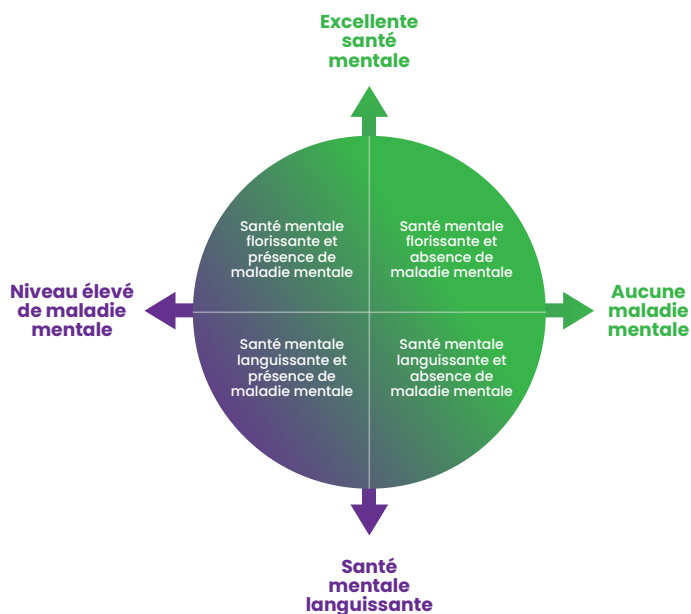 Excellente
santé
mentale
Santé mentale
florissante et
présence de
maladie mentale
Santé mentale
florissante et
absence de
maladie mentale
Niveau élevé
de maladie
mentale
Aucune
maladie
mentale
Santé mentale
languissante et
présence de
maladie mentale
Santé mentale
languissante et
absence de
maladie mentale
Santé
mentale
languissante